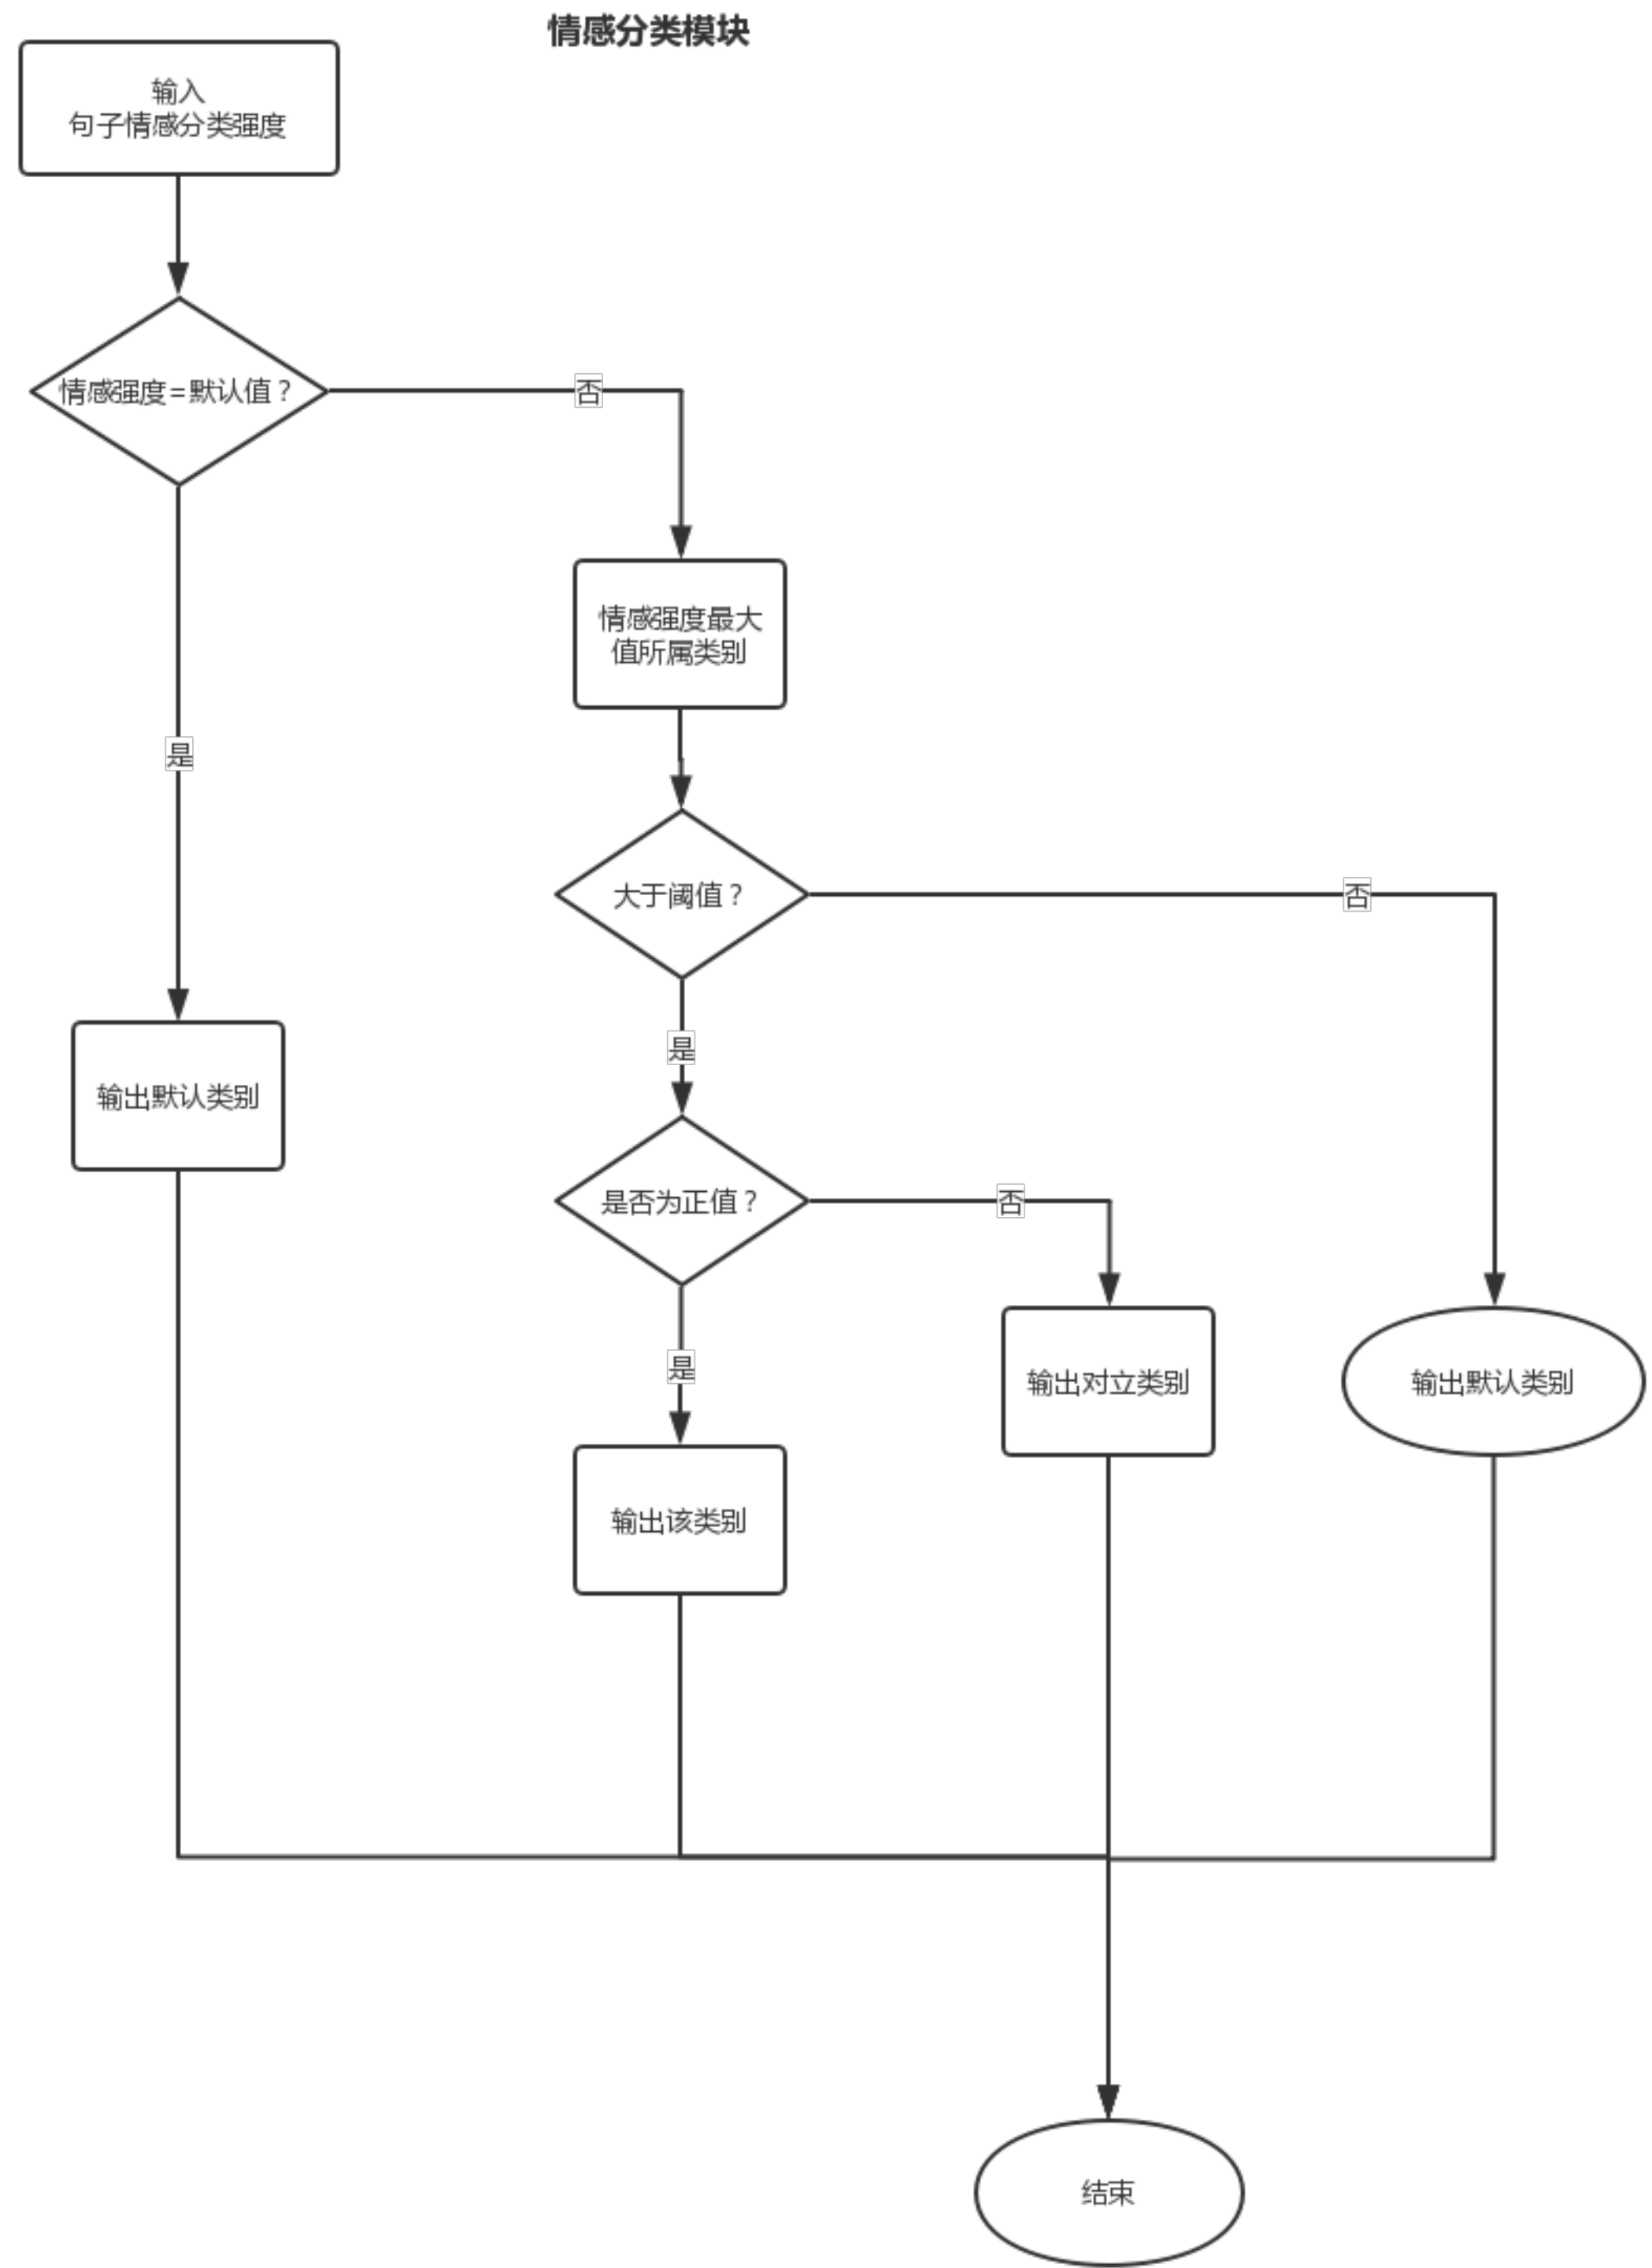 情感分类模块
输入
句子情感分类强度
情感强度=默认值？
否
情感强度最大
值所属类别
是
大于阈值？
否
输出默认类别
是
是否为正值？
否
是
输出对立类别
输出默认类别
输出该类别
结束